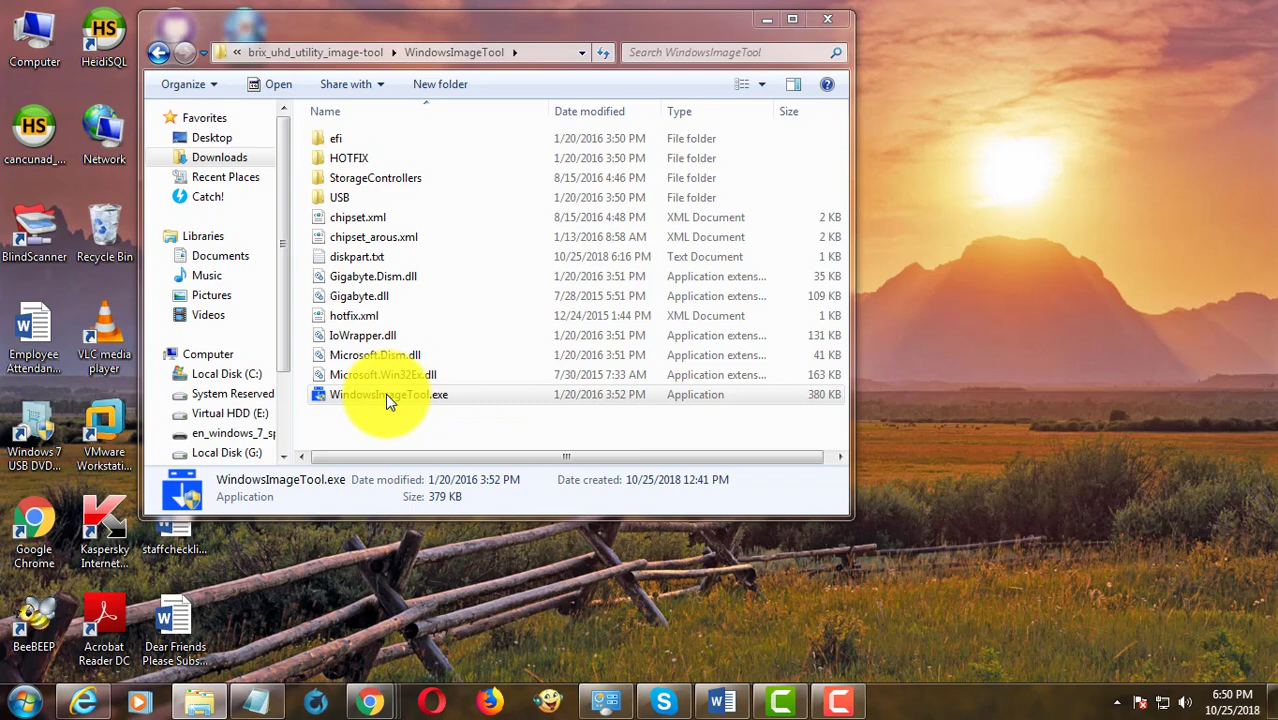 Computer
HeidiSQL
cancunad_...
Network
BlindScanner
Recycle Bin
Employee Attendan...
VLC media player
Windows 7 USB DVD...
VMware Workstati...
Google Chrome
Kaspersky Internet...
staffcheckli...
BeeBEEP
Acrobat Reader DC
Dear Friends Please Subs...
« brix_uhd_utility_image-tool WindowsImageTool
Search WindowsImageTool
Organize Open Share with New folder
Favorites
Desktop
Downloads
Recent Places
Catch!
Libraries
Documents
Music
Pictures
Videos
Computer
Local Disk (C:)
System Reserved
Virtual HDD (E:)
en_windows_7_sp
Local Disk (G:)
Name Date modified Type Size
efi 1/20/2016 3:50 PM File folder
HOTFIX 1/20/2016 3:50 PM File folder
StorageControllers 8/15/2016 4:46 PM File folder
USB 1/20/2016 3:50 PM File folder
chipset.xml 8/15/2016 4:48 PM XML Document 2 KB
chipset_arous.xml 1/13/2016 8:58 AM XML Document 2 KB
diskpart.txt 10/25/2018 6:16 PM Text Document 1 KB
Gigabyte.Dism.dll 1/20/2016 3:51 PM Application extens... 35 KB
Gigabyte.dll 7/28/2015 5:51 PM Application extens... 109 KB
hotfix.xml 12/24/2015 1:44 PM XML Document 2 KB
IoWrapper.dll 1/20/2016 3:51 PM Application extens... 131 KB
Microsoft.Dism.dll 1/20/2016 3:51 PM Application extens... 41 KB
Microsoft.Win32Ex.dll 7/30/2015 7:33 AM Application extens... 163 KB
WindowsImageTool.exe 1/20/2016 3:52 PM Application 380 KB
WindowsImageTool.exe Date modified: 1/20/2016 3:52 PM Date created: 10/25/2018 12:41 PM
Application Size: 379 KB
6:50 PM
10/25/2018